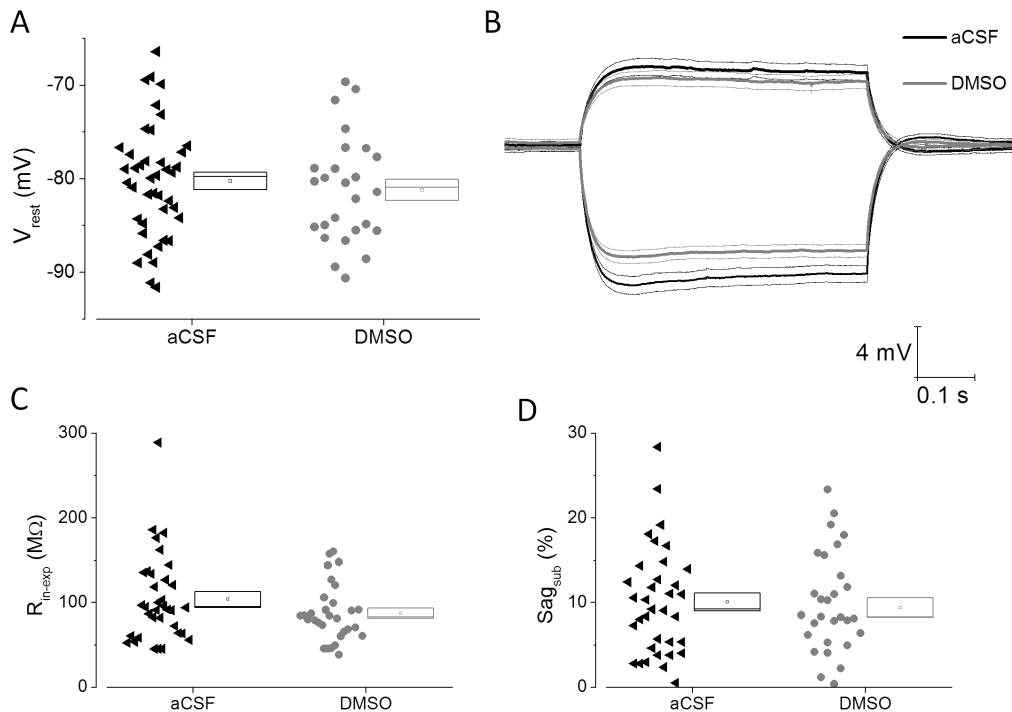 A
B
aCSF
DMSO
-70
-80
-90
Vrest (mV)
aCSF
DMSO
4 mV
0.1 s
C
D
300
200
100
0
Rin-exp (MΩ)
aCSF
DMSO
30
20
10
0
Sagsub (%)
aCSF
DMSO